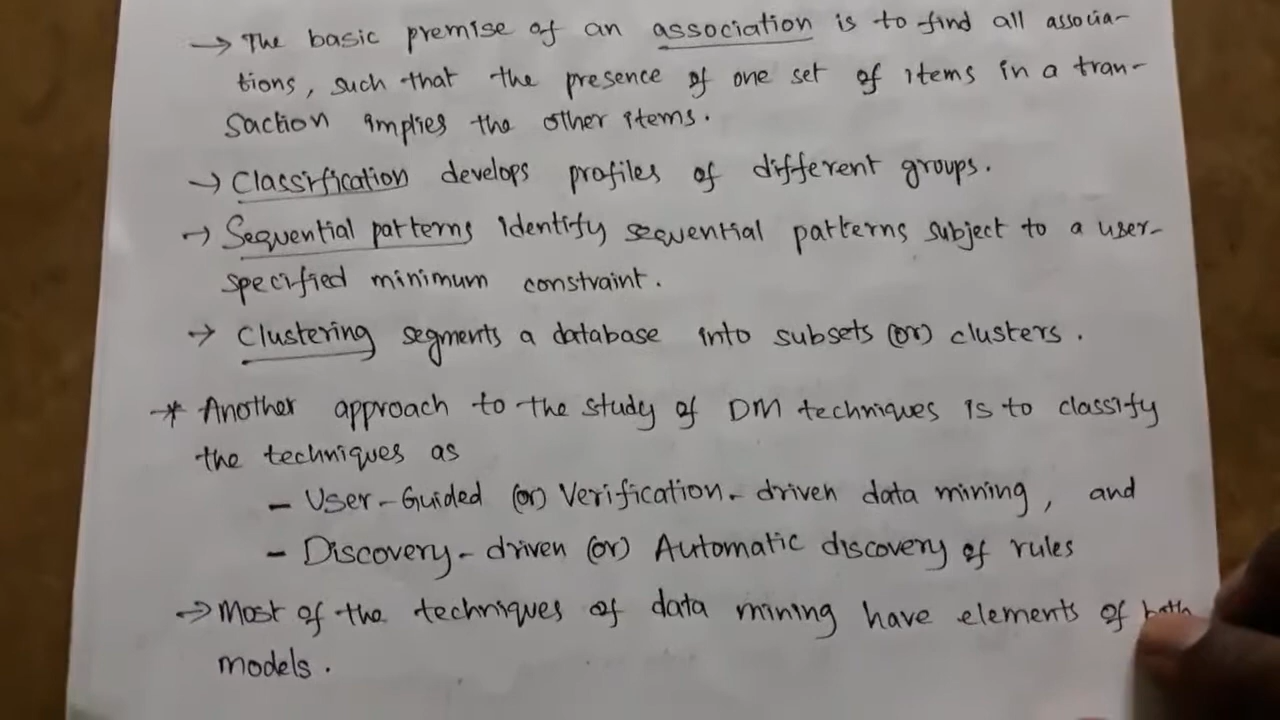 → The basic premise of an association is to find all associa-
tions, such that the presence of one set of items in a tran-
saction implies the other items.
→ Classification develops profiles of different groups.
→ Sequential patterns identify sequential patterns subject to a user-
specified minimum constraint.
→ Clustering segments a database into subsets (or) clusters.
* Another approach to the study of DM techniques is to classify
the techniques as
- User-Guided (or) Verification-driven data mining, and
- Discovery-driven (or) Automatic discovery of rules
→ Most of the techniques of data mining have elements of both
models.